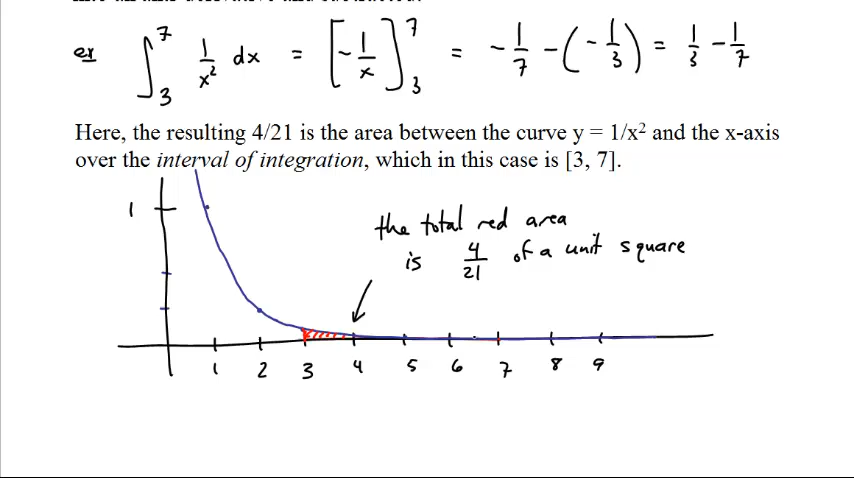 ex ∫₃⁷ 1/x² dx = [-1/x]₃⁷ = -1/7 - (-1/3) = 1/3 - 1/7
Here, the resulting 4/21 is the area between the curve y = 1/x² and the x-axis
over the interval of integration, which in this case is [3, 7].
1
the total red area
is 4/21 of a unit square
1 2 3 4 5 6 7 8 9